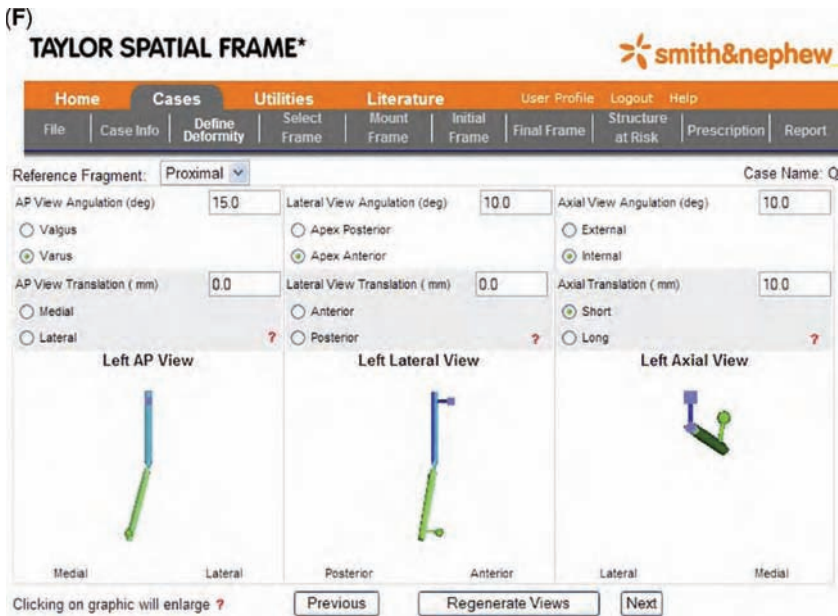 (F)
TAYLOR SPATIAL FRAME*
smith&nephew
Home Cases Utilities Literature User Profile Logout Help
File Case Info Define Deformity Select Frame Mount Frame Initial Frame Final Frame Structure at Risk Prescription Report
Reference Fragment: Proximal Case Name: Q
AP View Angulation (deg) 15.0 Lateral View Angulation (deg) 10.0 Axial View Angulation (deg) 10.0
Valgus Apex Posterior External
Varus Apex Anterior Internal
AP View Translation ( mm) 0.0 Lateral View Translation ( mm) 0.0 Axial Translation ( mm) 10.0
Medial Anterior Short
Lateral ? Posterior ? Long ?
Left AP View Left Lateral View Left Axial View
Medial Lateral Posterior Anterior Lateral Medial
Clicking on graphic will enlarge ? Previous Regenerate Views Next